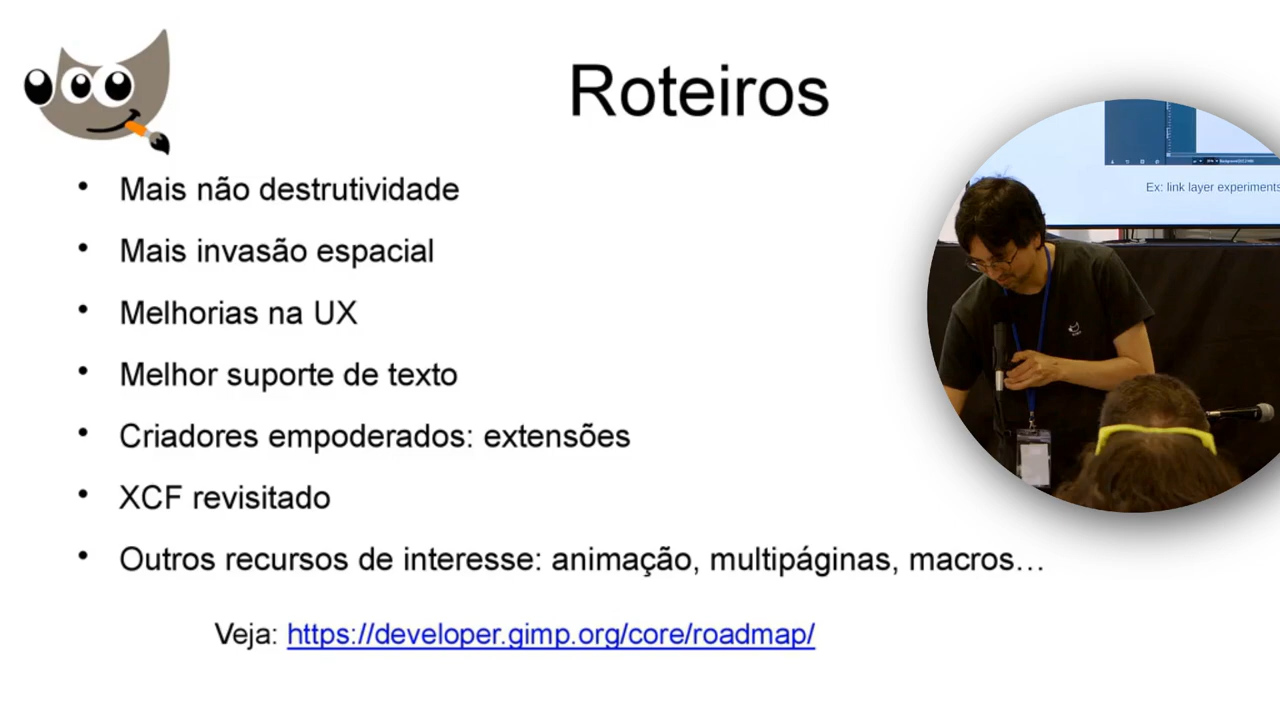 Roteiros
• Mais não destrutividade
• Mais invasão espacial
• Melhorias na UX
• Melhor suporte de texto
• Criadores empoderados: extensões
• XCF revisitado
• Outros recursos de interesse: animação, multipáginas, macros…
Veja: https://developer.gimp.org/core/roadmap/
Ex: link layer experiments